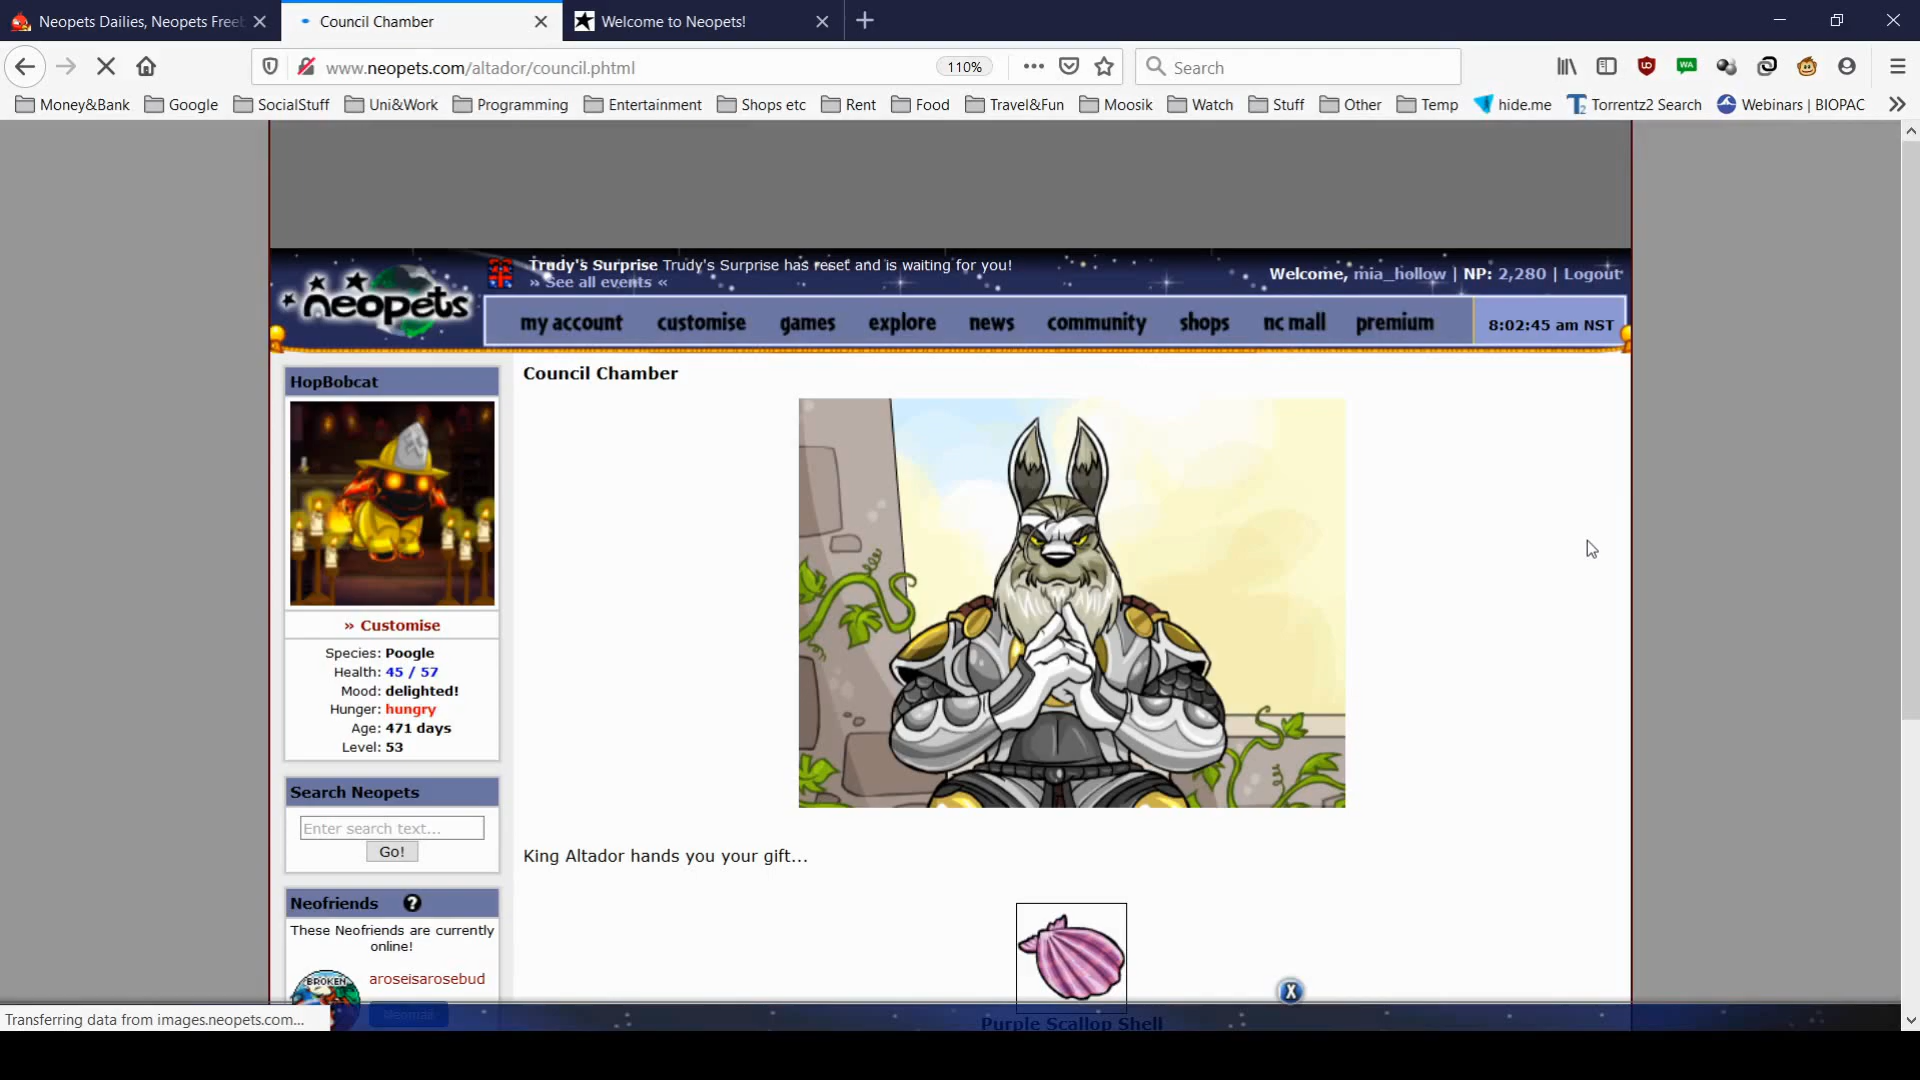 Neopets Dailies, Neopets Free
Council Chamber
Welcome to Neopets!
www.neopets.com/altador/council.phtml
110%
Search
Money&Bank
Google
SocialStuff
Uni&Work
Programming
Entertainment
Shops etc
Rent
Food
Travel&Fun
Moosik
Watch
Stuff
Other
Temp
hide.me
Torrentz2 Search
Webinars | BIOPAC
neopets
Trudy's Surprise Trudy's Surprise has reset and is waiting for you!
» See all events «
Welcome, mia_hollow | NP: 2,280 | Logout
my account
customise
games
explore
news
community
shops
nc mall
premium
8:02:45 am NST
HopBobcat
» Customise
Species: Poogle
Health: 45 / 57
Mood: delighted!
Hunger: hungry
Age: 471 days
Level: 53
Search Neopets
Enter search text...
Go!
Neofriends ?
These Neofriends are currently
online!
BROKEN
aroseisarosebud
Council Chamber
King Altador hands you your gift...
X
Purple Scallop Shell
Transferring data from images.neopets.com...